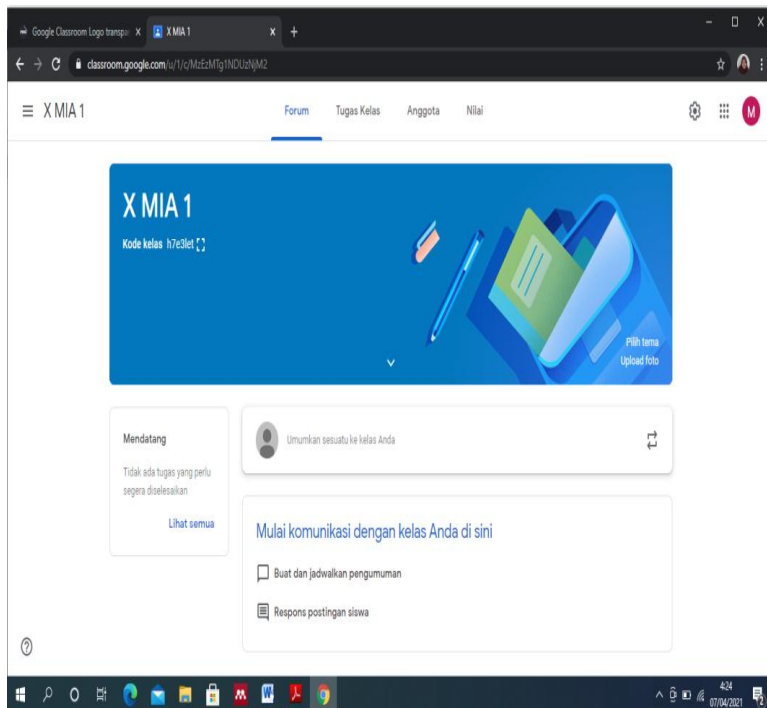 Google Classroom Logo transpa
X MIA 1
classroom.google.com/u/1/c/MzEzMTg1NDUzNjM2
X MIA 1
Forum Tugas Kelas Anggota Nilai
M
X MIA 1
Kode kelas h7e3let
Pilih tema
Upload foto
Mendatang
Tidak ada tugas yang perlu
segera diselesaikan
Lihat semua
Umumkan sesuatu ke kelas Anda
Mulai komunikasi dengan kelas Anda di sini
Buat dan jadwalkan pengumuman
Respons postingan siswa
4:24
07/04/2021
2